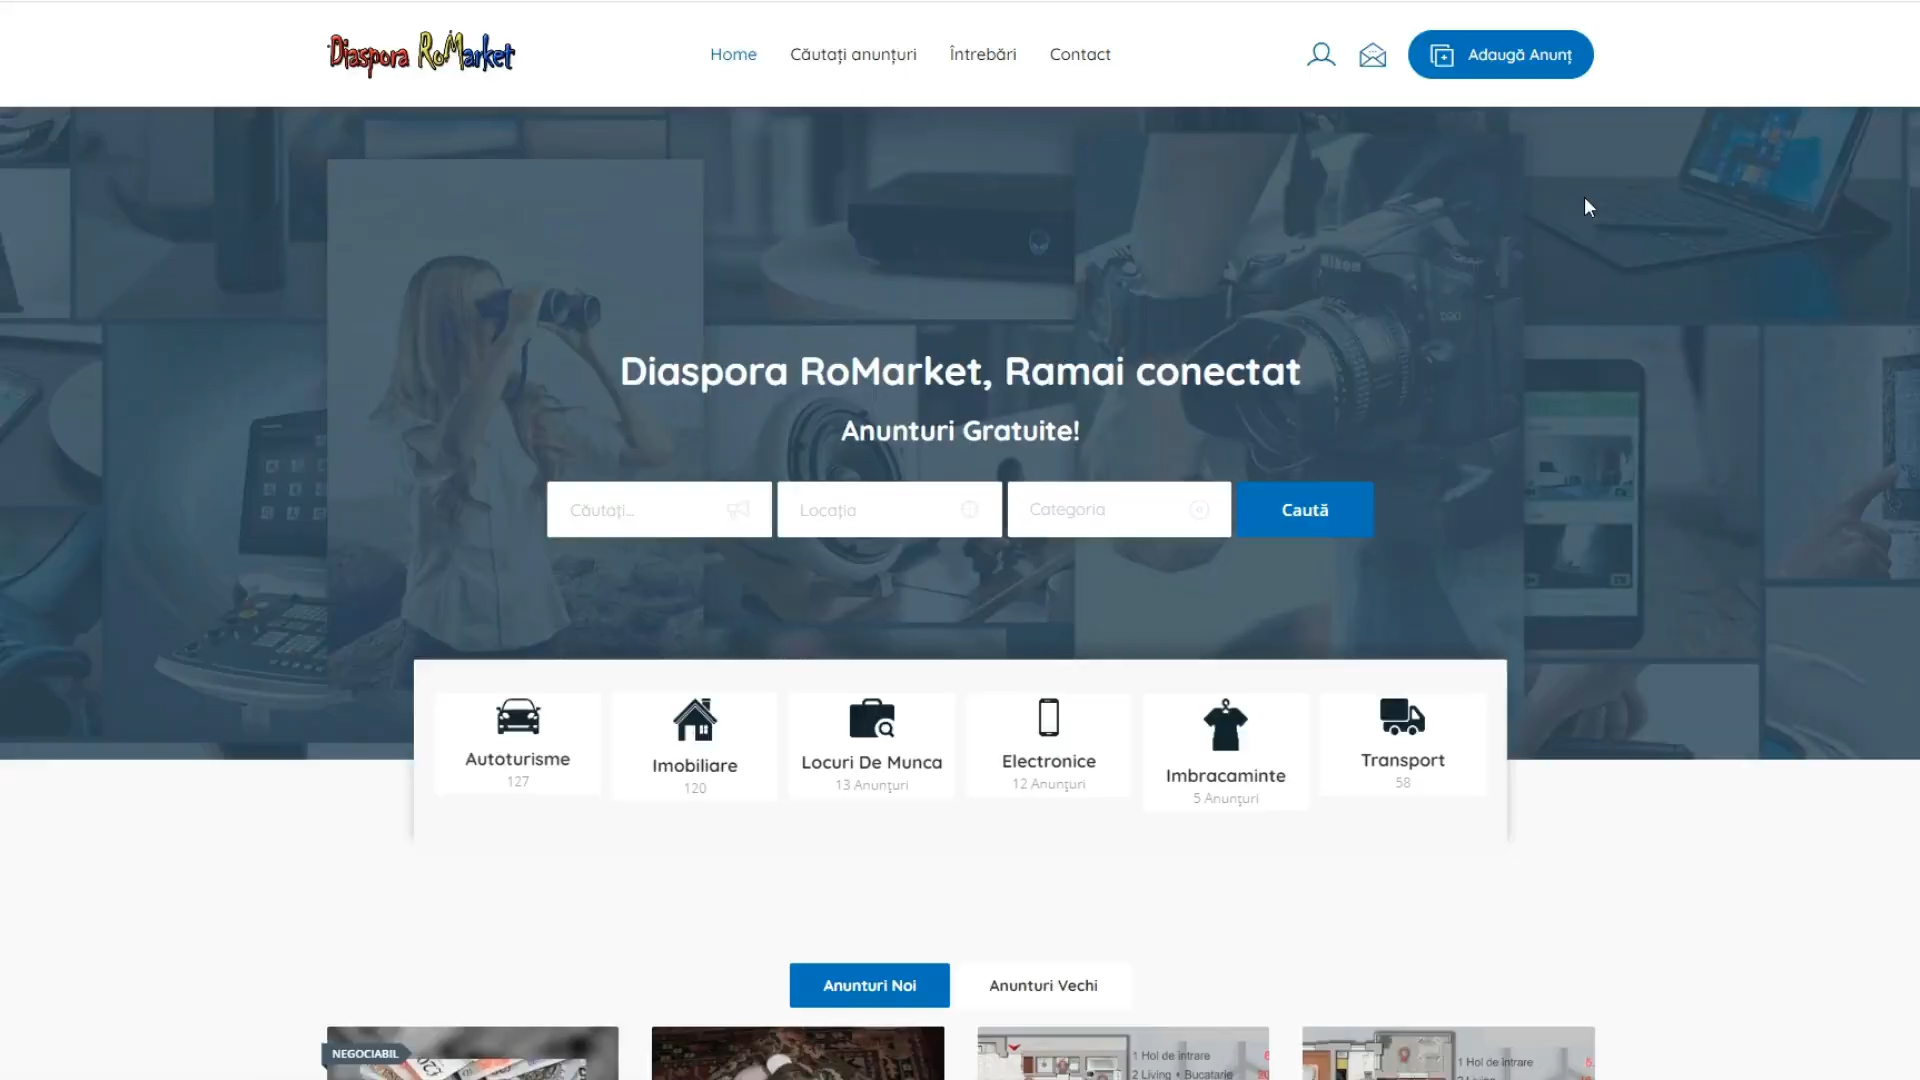 Diaspora RoMarket
Home
Căutați anunțuri
Întrebări
Contact
Adaugă Anunț
NIKON
D90
Diaspora RoMarket, Ramai conectat
Anunturi Gratuite!
Căutați...
Locația
Categoria
Caută
Autoturisme
127
Imobiliare
120
Locuri De Munca
13 Anunțuri
Electronice
12 Anunțuri
Imbracaminte
5 Anunțuri
Transport
58
Anunturi Noi
Anunturi Vechi
NEGOCIABIL
1 Hol de intrare
2 Living + Bucatarie
1 Hol de intrare